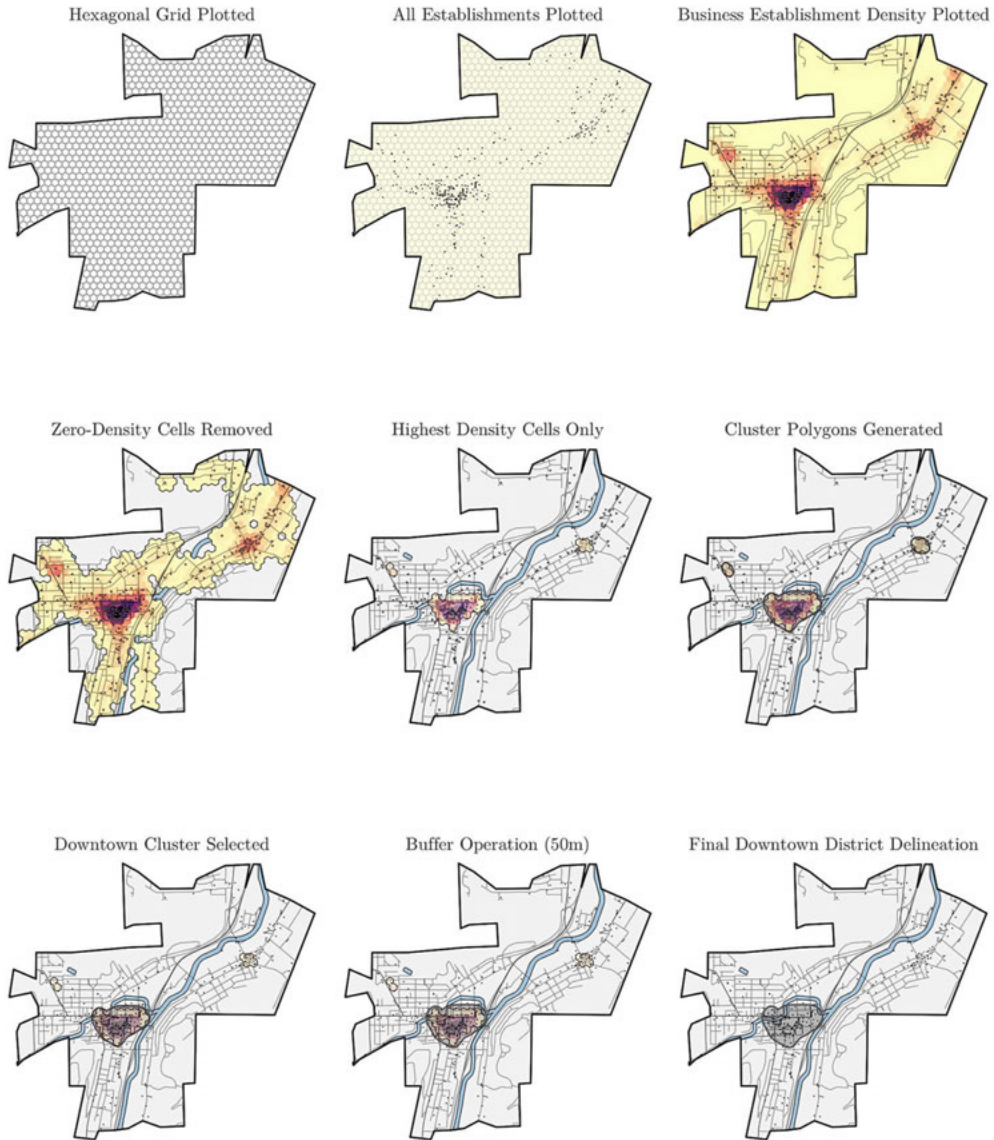 Hexagonal Grid Plotted
All Establishments Plotted
Business Establishment Density Plotted
Zero-Density Cells Removed
Highest Density Cells Only
Cluster Polygons Generated
Downtown Cluster Selected
Buffer Operation (50m)
Final Downtown District Delineation